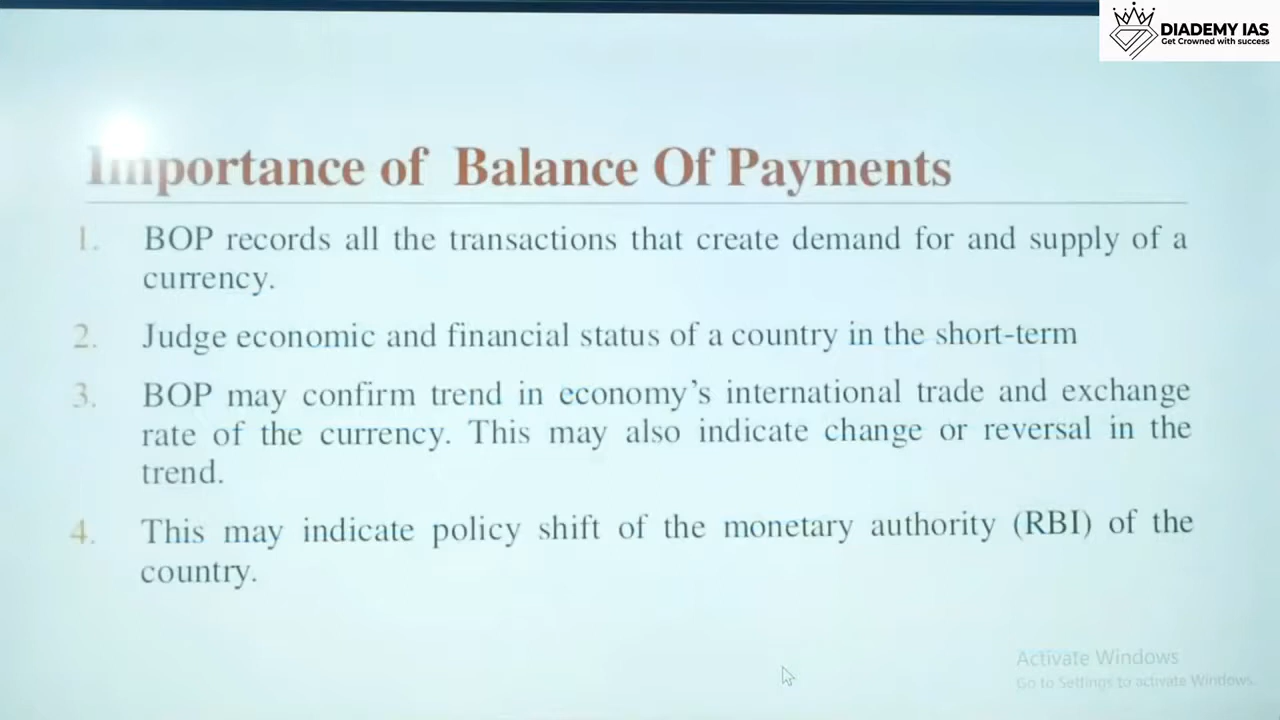 DIADEMY IAS
Get Crowned with success
Importance of Balance Of Payments
1. BOP records all the transactions that create demand for and supply of a
currency.
2. Judge economic and financial status of a country in the short-term
3. BOP may confirm trend in economy's international trade and exchange
rate of the currency. This may also indicate change or reversal in the
trend.
4. This may indicate policy shift of the monetary authority (RBI) of the
country.
Activate Windows
Go to Settings to activate Windows.